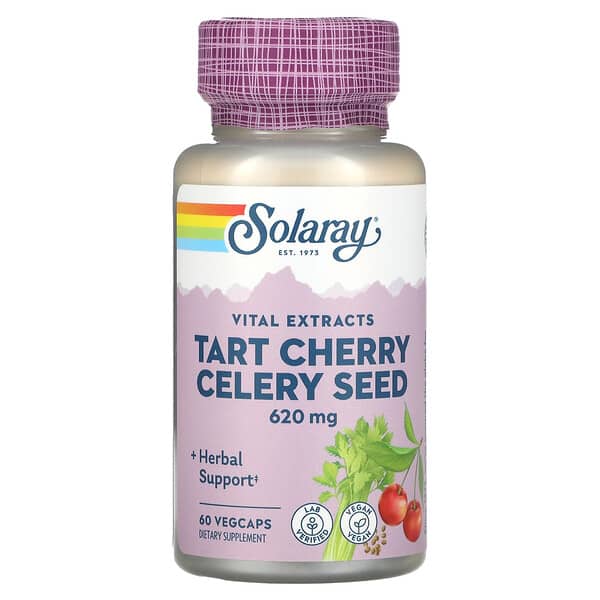 Solaray®
EST. 1973
VITAL EXTRACTS
TART CHERRY
CELERY SEED
620 mg
+ Herbal
Support‡
60 VEGCAPS
DIETARY SUPPLEMENT
LAB
VERIFIED
VEGAN
VEGAN